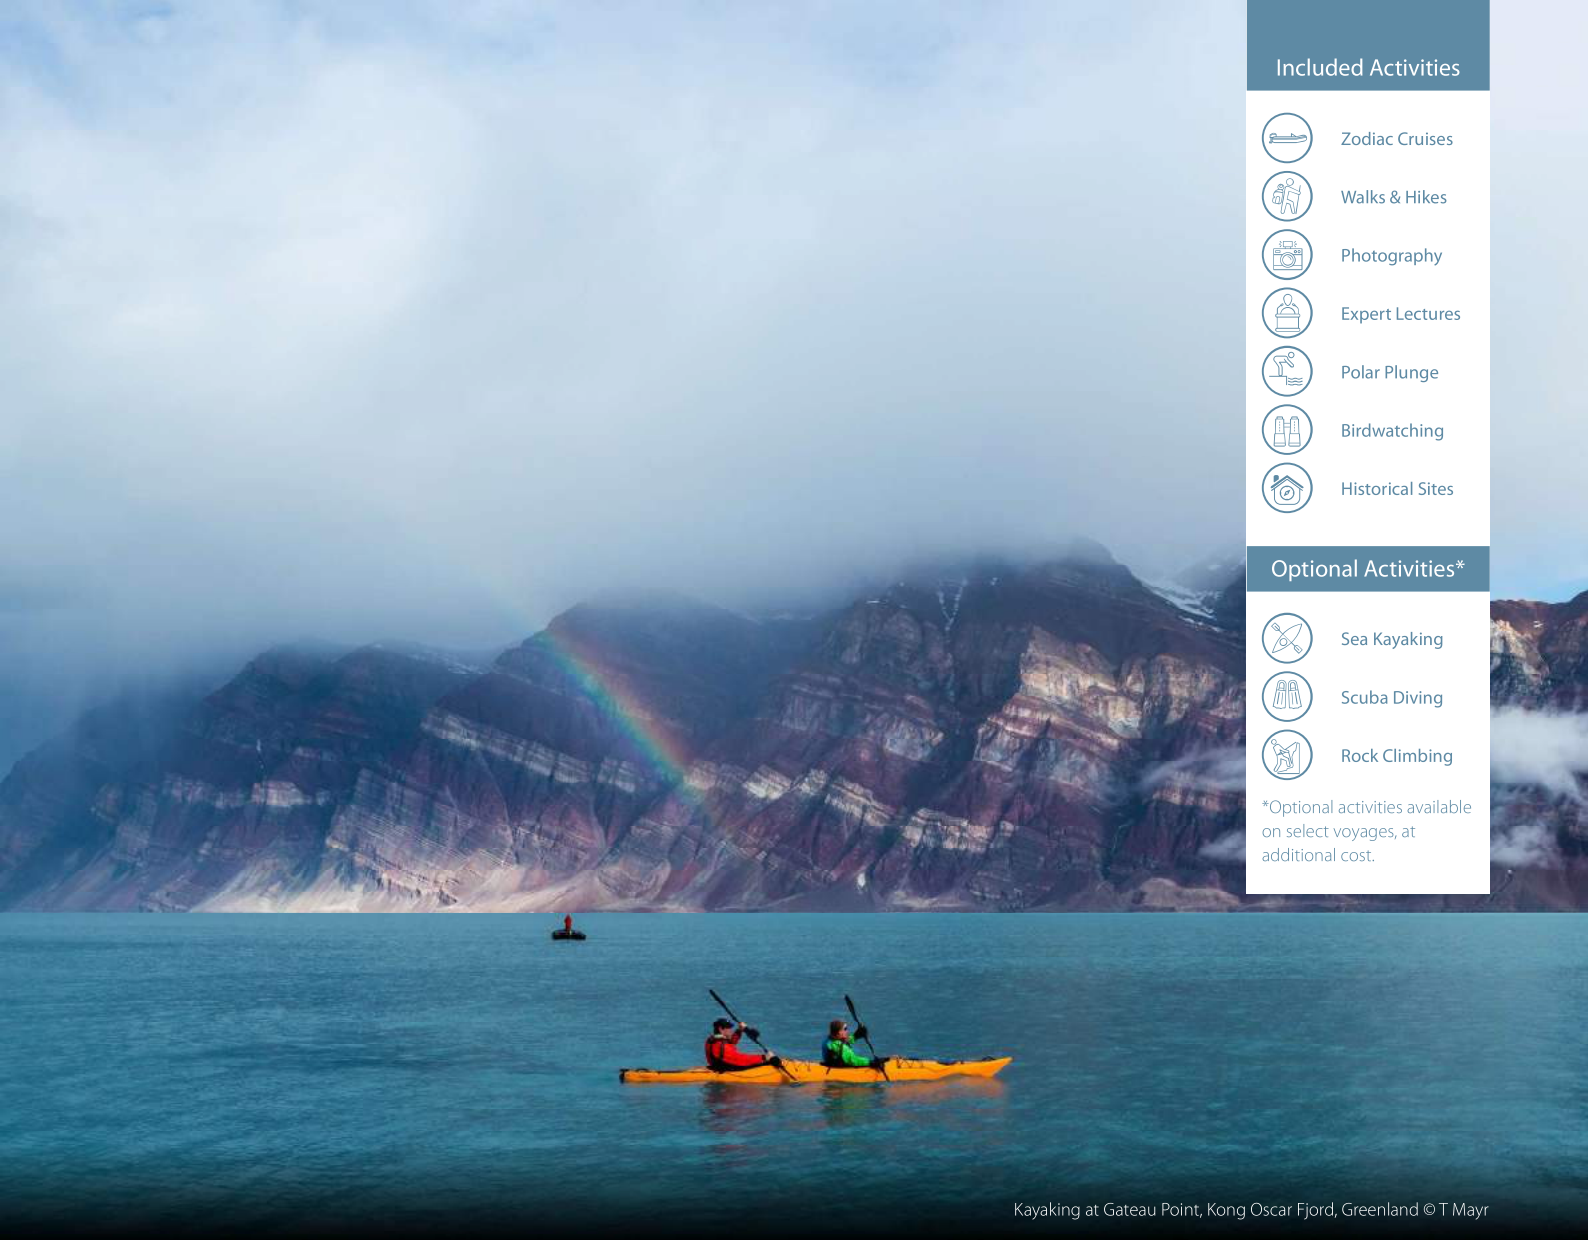 Included Activities
Zodiac Cruises
Walks & Hikes
Photography
Expert Lectures
Polar Plunge
Birdwatching
Historical Sites
Optional Activities*
Sea Kayaking
Scuba Diving
Rock Climbing
*Optional activities available
on select voyages, at
additional cost.
Kayaking at Gateau Point, Kong Oscar Fjord, Greenland © T Mayr